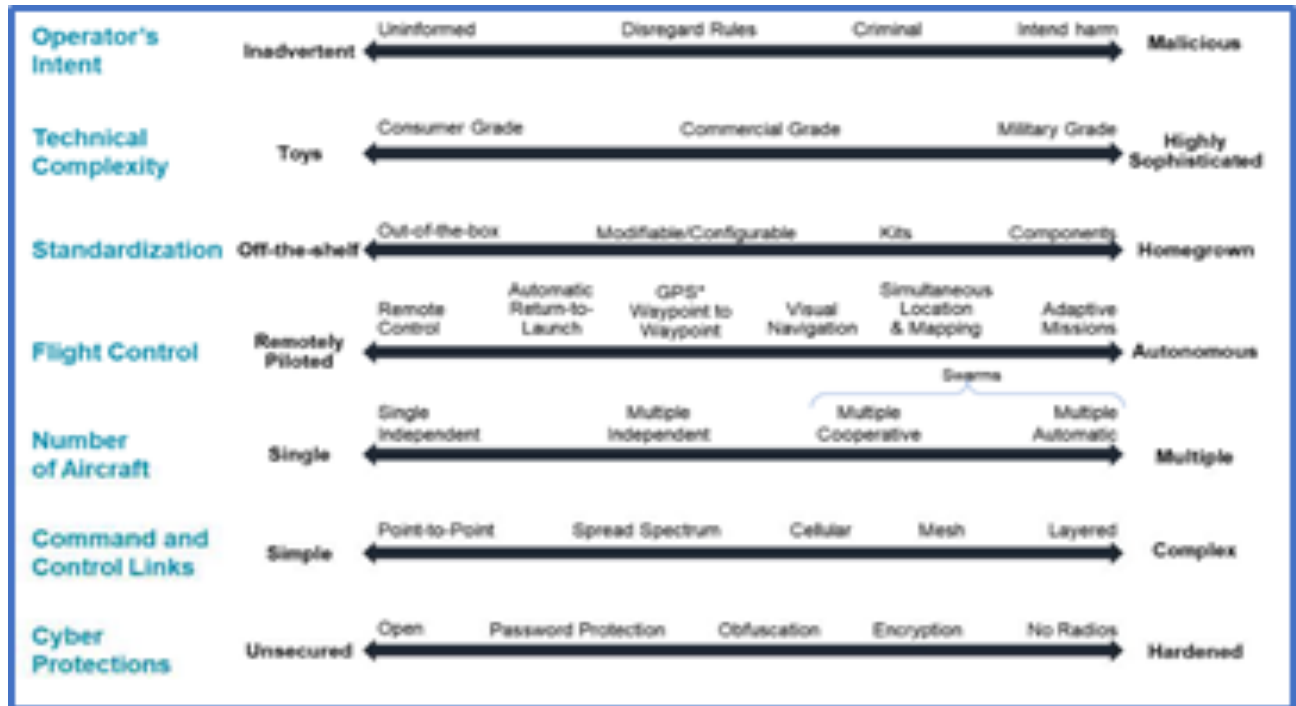 Operator's
Intent
Inadvertent
Uninformed
Disregard Rules
Criminal
Intend harm
Malicious
Technical
Complexity
Toys
Consumer Grade
Commercial Grade
Military Grade
Highly
Sophisticated
Standardization
Off-the-shelf
Out-of-the-box
Modifiable/Configurable
Kits
Components
Homegrown
Flight Control
Remotely
Piloted
Remote
Control
Automatic
Return-to-
Launch
GPS*
Waypoint to
Waypoint
Visual
Navigation
Simultaneous
Location
& Mapping
Adaptive
Missions
Autonomous
Swarms
Number
of Aircraft
Single
Single
Independent
Multiple
Independent
Multiple
Cooperative
Multiple
Automatic
Multiple
Command and
Control Links
Simple
Point-to-Point
Spread Spectrum
Cellular
Mesh
Layered
Complex
Cyber
Protections
Unsecured
Open
Password Protection
Obfuscation
Encryption
No Radios
Hardened